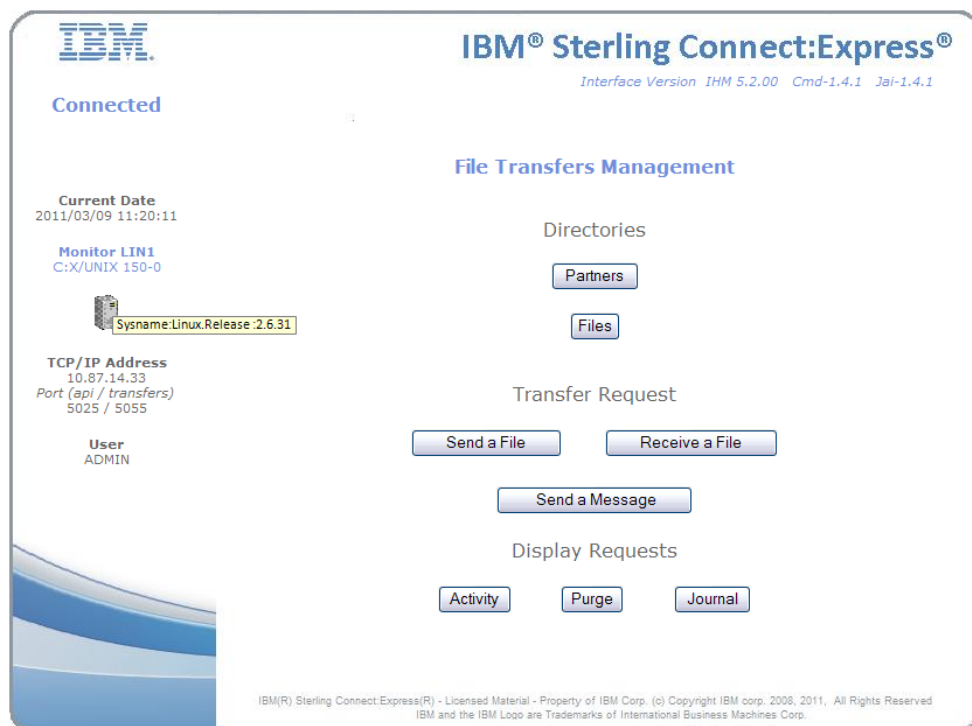 IBM.
IBM® Sterling Connect:Express®
Interface Version IHM 5.2.00 Cmd-1.4.1 Jai-1.4.1
Connected
File Transfers Management
Current Date
2011/03/09 11:20:11
Monitor LIN1
C:X/UNIX 150-0
Sysname:Linux.Release :2.6.31
TCP/IP Address
10.87.14.33
Port (api / transfers)
5025 / 5055
User
ADMIN
Directories
Partners
Files
Transfer Request
Send a File
Receive a File
Send a Message
Display Requests
Activity
Purge
Journal
IBM(R) Sterling Connect:Express(R) - Licensed Material - Property of IBM Corp. (c) Copyright IBM corp. 2008, 2011, All Rights Reserved
IBM and the IBM Logo are Trademarks of International Business Machines Corp.